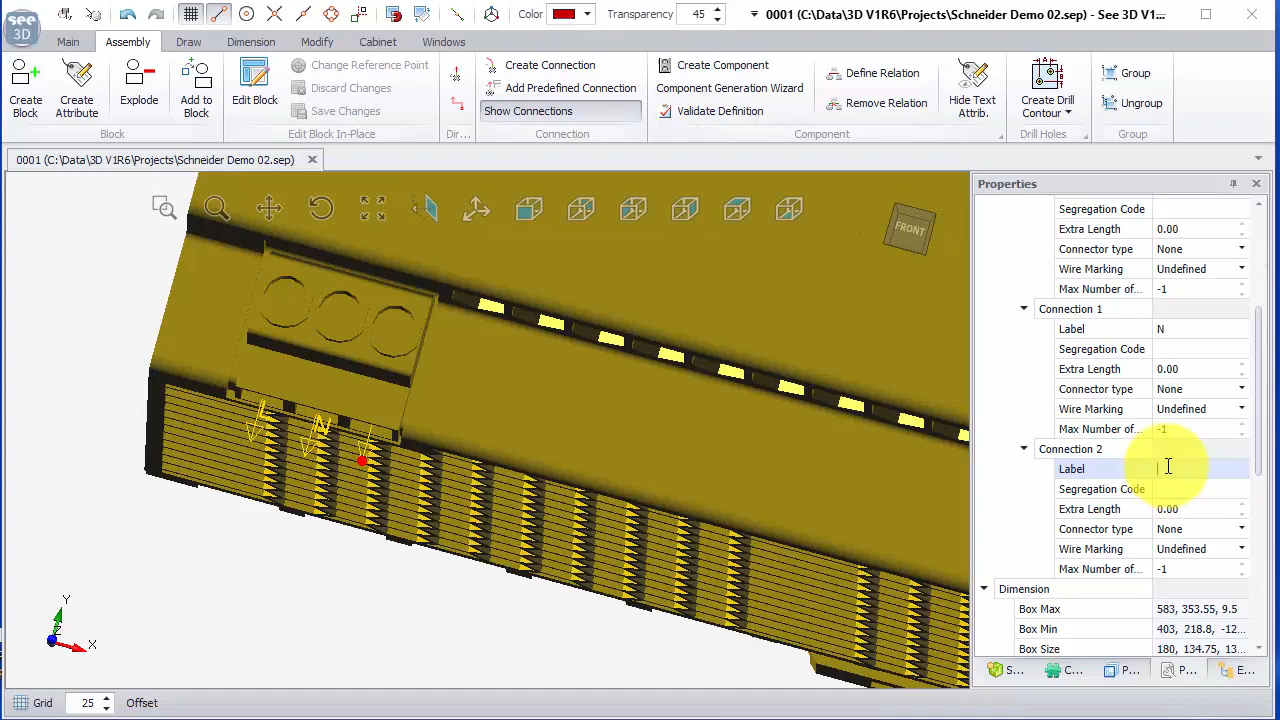 see
3D
Color
Transparency
45
0001 (C:\Data\3D V1R6\Projects\Schneider Demo 02.sep) - See 3D V1...
Main
Assembly
Draw
Dimension
Modify
Cabinet
Windows
Create
Block
Create
Attribute
Explode
Add to
Block
Block
Edit Block
Change Reference Point
Discard Changes
Save Changes
Edit Block In-Place
Dir...
Create Connection
Add Predefined Connection
Show Connections
Connection
Create Component
Component Generation Wizard
Validate Definition
Define Relation
Remove Relation
Hide Text
Attrib.
Component
Create Drill
Contour
Drill Holes
Group
Ungroup
Group
0001 (C:\Data\3D V1R6\Projects\Schneider Demo 02.sep)
FRONT
L
N
Y
Z
X
Properties
Segregation Code
Extra Length 0.00
Connector type None
Wire Marking Undefined
Max Number of... -1
Connection 1
Label N
Segregation Code
Extra Length 0.00
Connector type None
Wire Marking Undefined
Max Number of... -1
Connection 2
Label
Segregation Code
Extra Length 0.00
Connector type None
Wire Marking Undefined
Max Number of... -1
Dimension
Box Max 583, 353.55, 9.5
Box Min 403, 218.8, -12...
Box Size 180, 134.75, 13...
S...
C...
P...
P...
E...
Grid
25
Offset